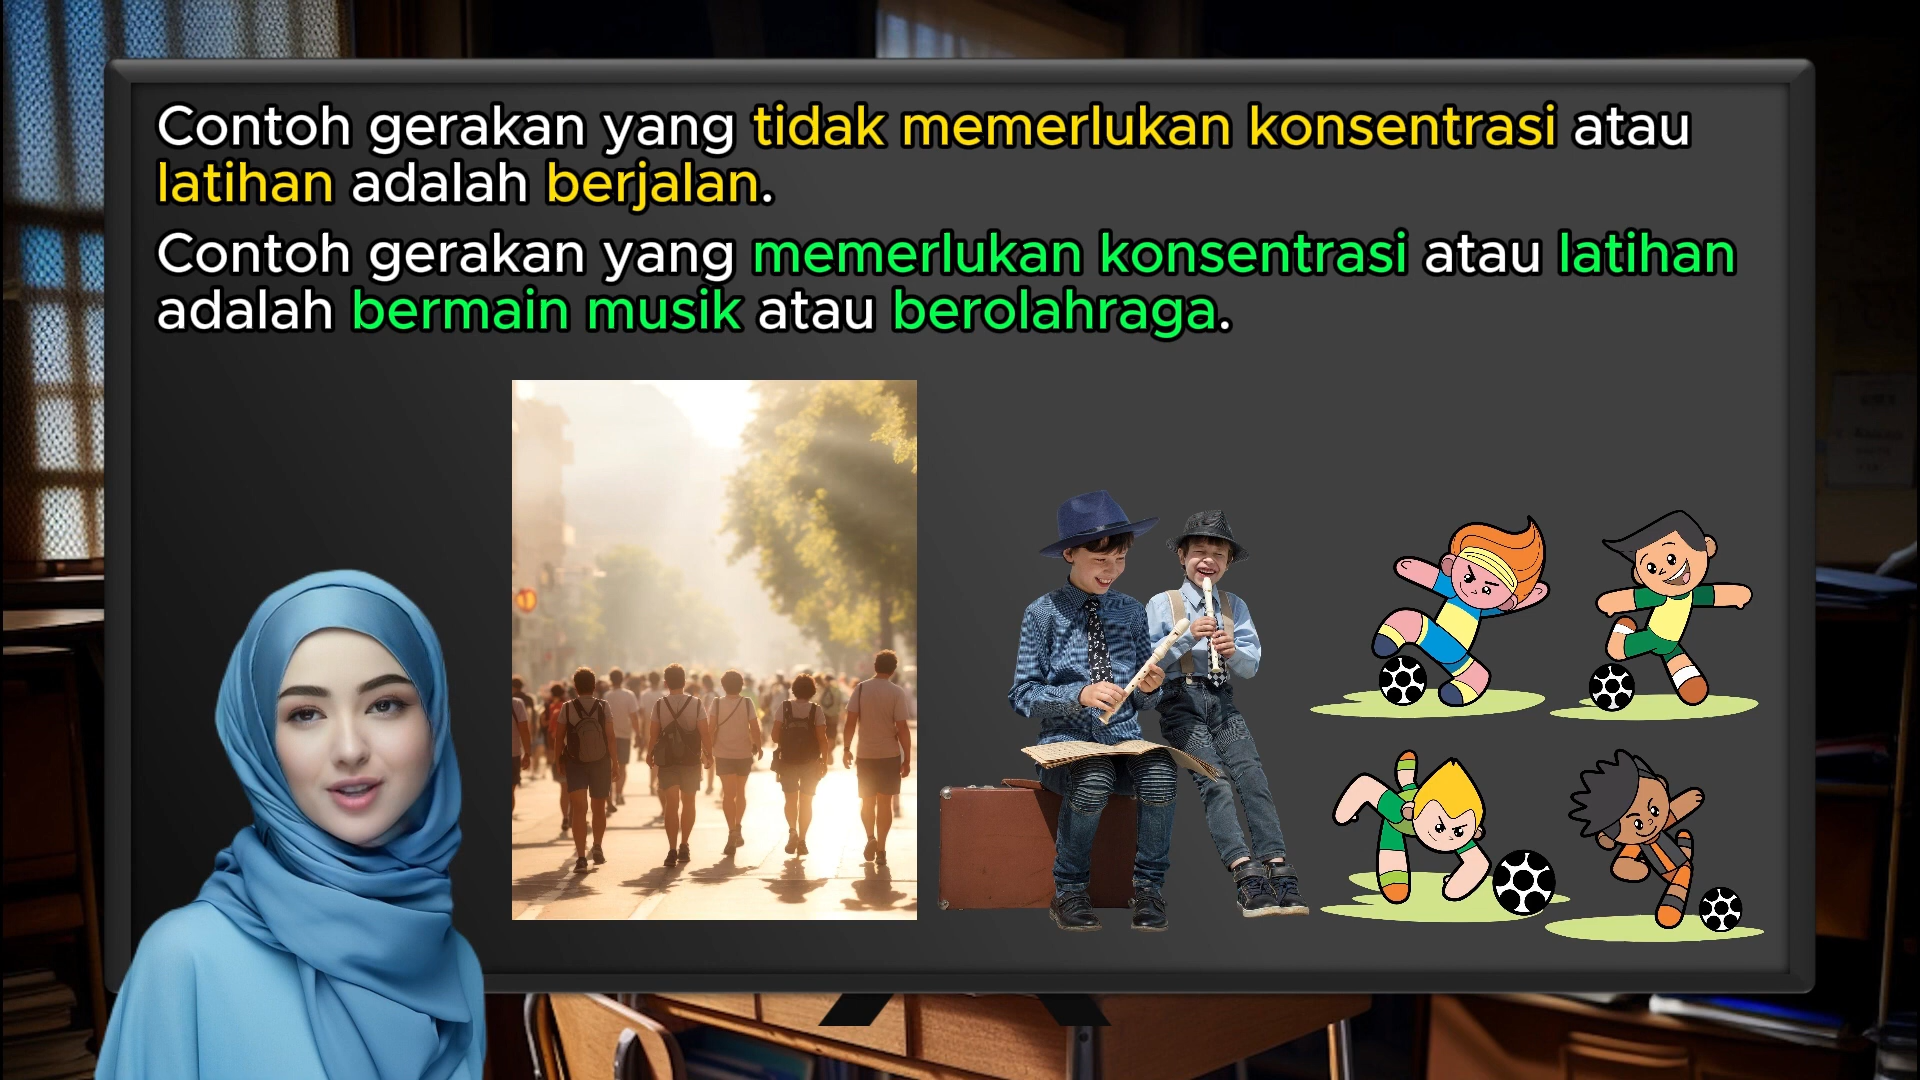 Contoh gerakan yang tidak memerlukan konsentrasi atau
latihan adalah berjalan.
Contoh gerakan yang memerlukan konsentrasi atau latihan
adalah bermain musik atau berolahraga.